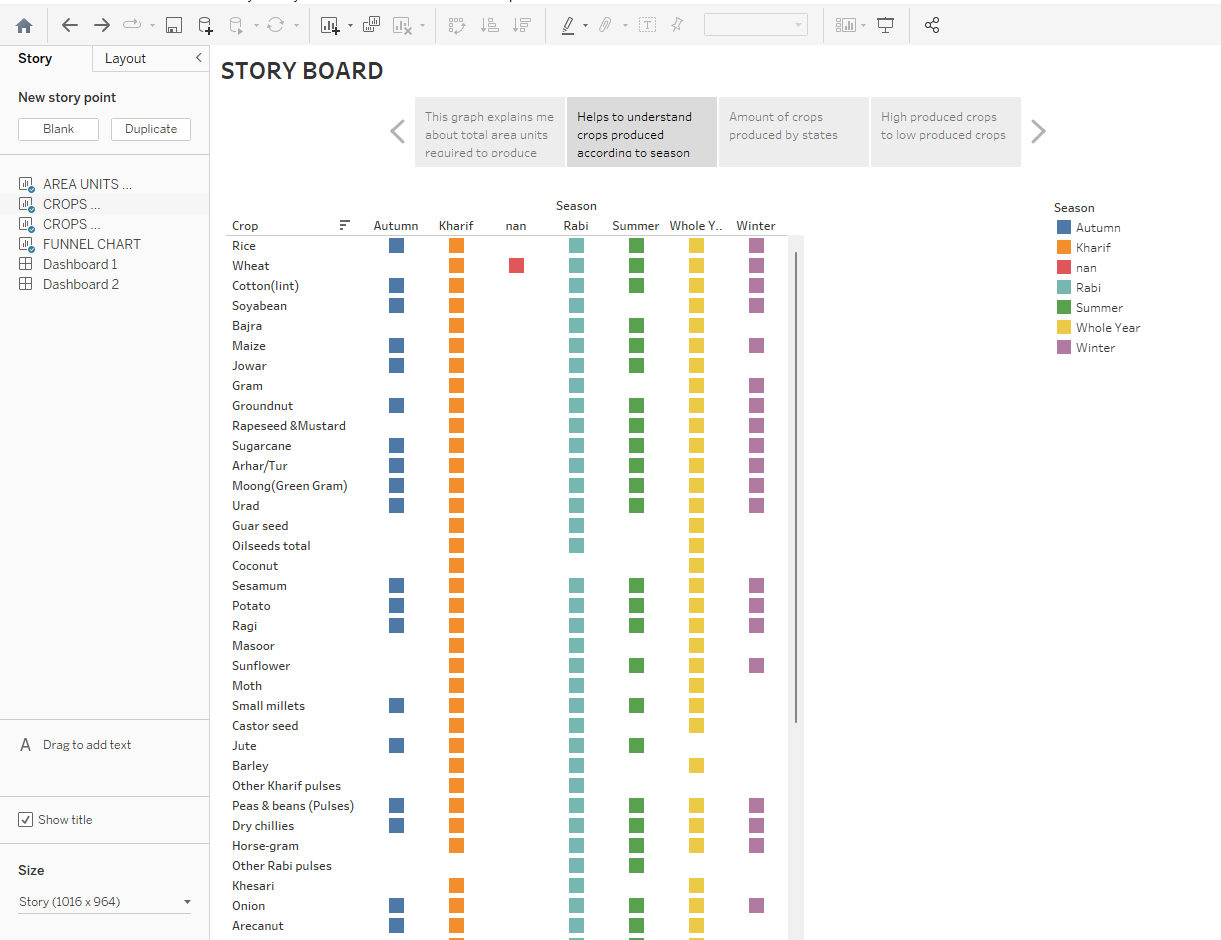 Story
Layout
New story point
Blank
Duplicate
AREA UNITS ...
CROPS ...
CROPS ...
FUNNEL CHART
Dashboard 1
Dashboard 2
A Drag to add text
Show title
Size
Story (1016 x 964)
STORY BOARD
This graph explains me
about total area units
required to produce
Helps to understand
crops produced
according to season
Amount of crops
produced by states
High produced crops
to low produced crops
Season
Crop Autumn Kharif nan Rabi Summer Whole Y.. Winter
Rice
Wheat
Cotton(lint)
Soyabean
Bajra
Maize
Jowar
Gram
Groundnut
Rapeseed &Mustard
Sugarcane
Arhar/Tur
Moong(Green Gram)
Urad
Guar seed
Oilseeds total
Coconut
Sesamum
Potato
Ragi
Masoor
Sunflower
Moth
Small millets
Castor seed
Jute
Barley
Other Kharif pulses
Peas & beans (Pulses)
Dry chillies
Horse-gram
Other Rabi pulses
Khesari
Onion
Arecanut
Season
Autumn
Kharif
nan
Rabi
Summer
Whole Year
Winter